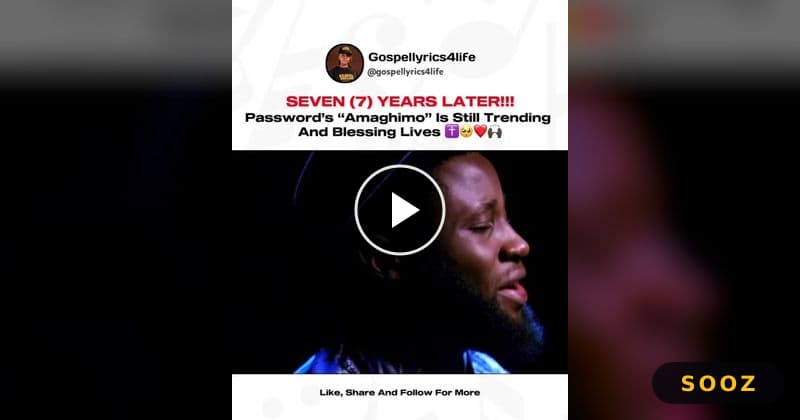 Gospellyrics4life
@gospellyrics4life
SEVEN (7) YEARS LATER!!!
Password's “Amaghimo” Is Still Trending
And Blessing Lives ✝️🥺❤️🙌🏿
Like, Share And Follow For More
SOOZ